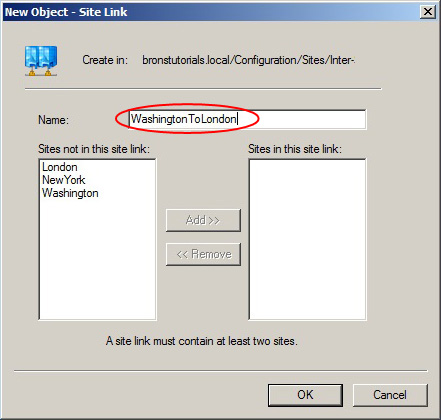 New Object - Site Link
Create in: bronstutorials.local/Configuration/Sites/Inter-
Name: WashingtonToLondon
Sites not in this site link: Sites in this site link:
London
NewYork
Washington
Add >>
<< Remove
A site link must contain at least two sites.
OK Cancel